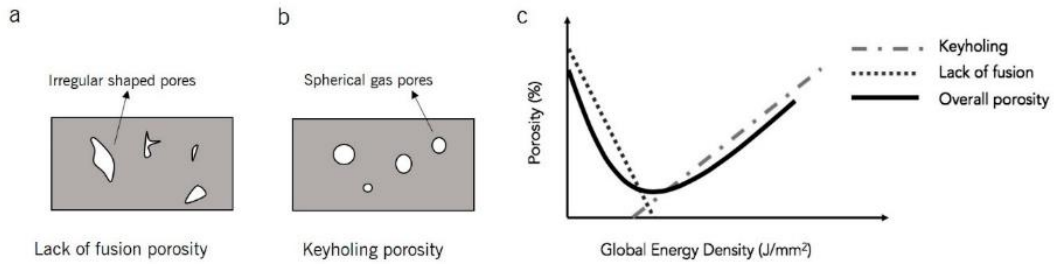 a
Irregular shaped pores
Lack of fusion porosity
b
Spherical gas pores
Keyholing porosity
c
Porosity (%)
Global Energy Density (J/mm²)
Keyholing
Lack of fusion
Overall porosity